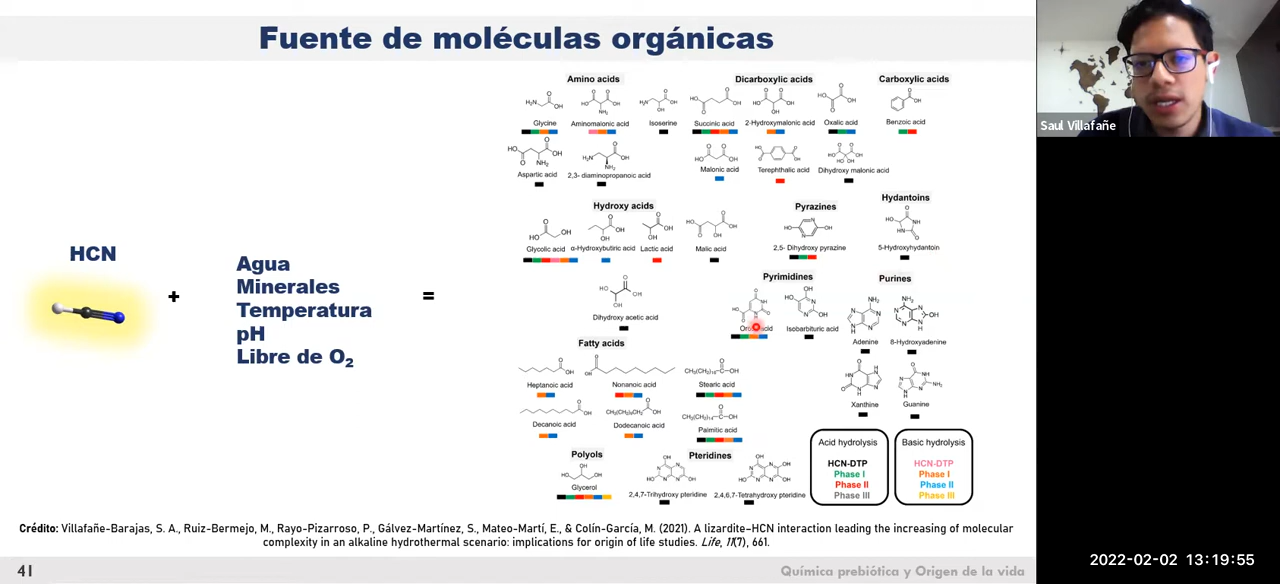 Fuente de moléculas orgánicas
Saul Villafañe
HCN
+
Agua
Minerales
Temperatura
pH
Libre de O₂
=
Amino acids
Glycine
Aminomalonic acid
Isoserine
Aspartic acid
2,3- diaminopropanoic acid
Dicarboxylic acids
Succinic acid
2-Hydroxymalonic acid
Oxalic acid
Malonic acid
Terephthalic acid
Dihydroxy malonic acid
Carboxylic acids
Benzoic acid
Hydroxy acids
Glycolic acid
α-Hydroxybutiric acid
Lactic acid
Malic acid
Dihydroxy acetic acid
Pyrazines
2,5- Dihydroxy pyrazine
Hydantoins
5-Hydroxyhydantoin
Pyrimidines
Isobarbituric acid
Purines
Adenine
8-Hydroxyadenine
Xanthine
Guanine
Fatty acids
Heptanoic acid
Nonanoic acid
Stearic acid
Decanoic acid
Dodecanoic acid
Palmitic acid
Polyols
Glycerol
Pteridines
2,4,7-Trihydroxy pteridine
2,4,6,7-Tetrahydroxy pteridine
Acid hydrolysis
HCN-DTP
Phase I
Phase II
Phase III
Basic hydrolysis
HCN-DTP
Phase I
Phase II
Phase III
Crédito: Villafañe-Barajas, S. A., Ruiz-Bermejo, M., Rayo-Pizarroso, P., Gálvez-Martínez, S., Mateo-Martí, E., & Colín-García, M. (2021). A lizardite–HCN interaction leading the increasing of molecular
complexity in an alkaline hydrothermal scenario: implications for origin of life studies. Life, 11(7), 661.
41
Química prebiótica y Origen de la vida
2022-02-02 13:19:55